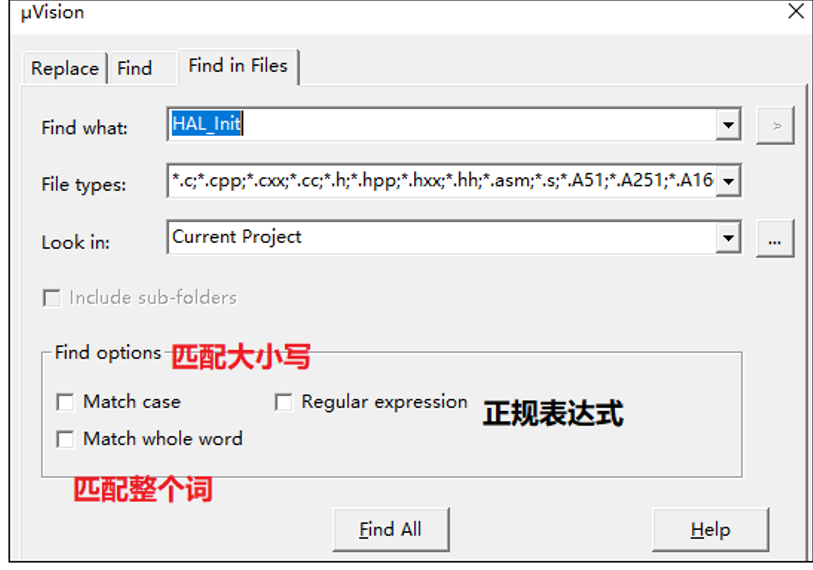 μVision
Replace Find Find in Files
Find what: HAL_Init >
File types: *.c;*.cpp;*.cxx;*.cc;*.h;*.hpp;*.hxx;*.hh;*.asm;*.s;*.A51;*.A251;*.A16
Look in: Current Project ...
Include sub-folders
Find options 匹配大小写
Match case Regular expression 正规表达式
Match whole word
匹配整个词
Find All Help